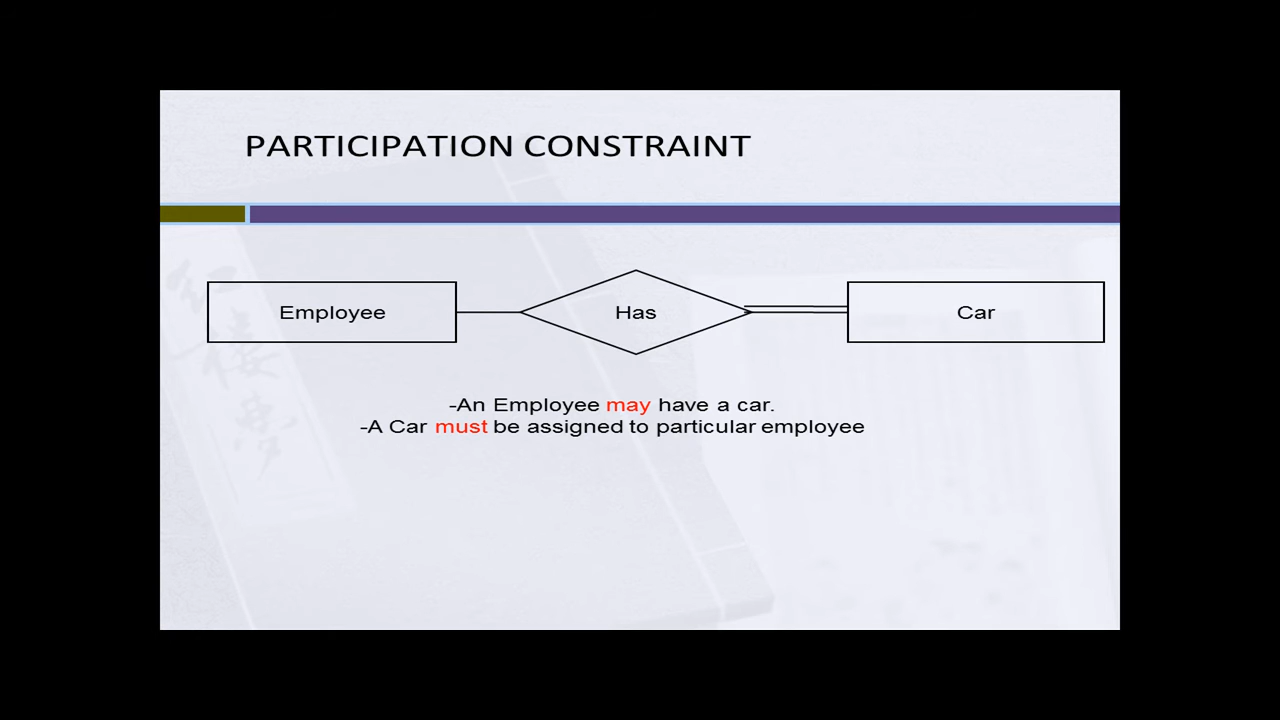 PARTICIPATION CONSTRAINT
Employee
Has
Car
-An Employee may have a car.
-A Car must be assigned to particular employee